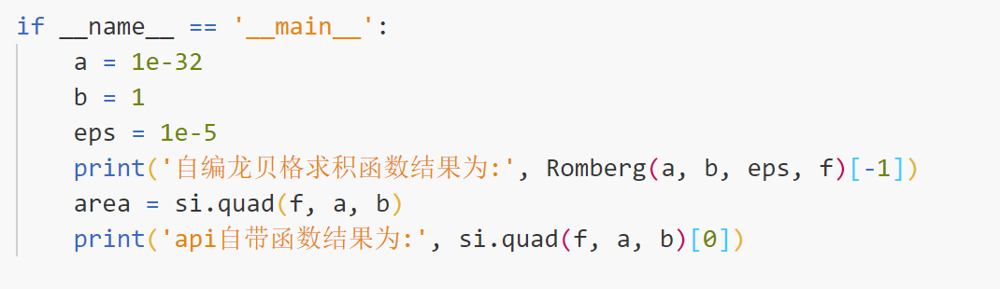 if __name__ == '__main__':
    a = 1e-32
    b = 1
    eps = 1e-5
    print('自编龙贝格求积函数结果为:', Romberg(a, b, eps, f)[-1])
    area = si.quad(f, a, b)
    print('api自带函数结果为:', si.quad(f, a, b)[0])